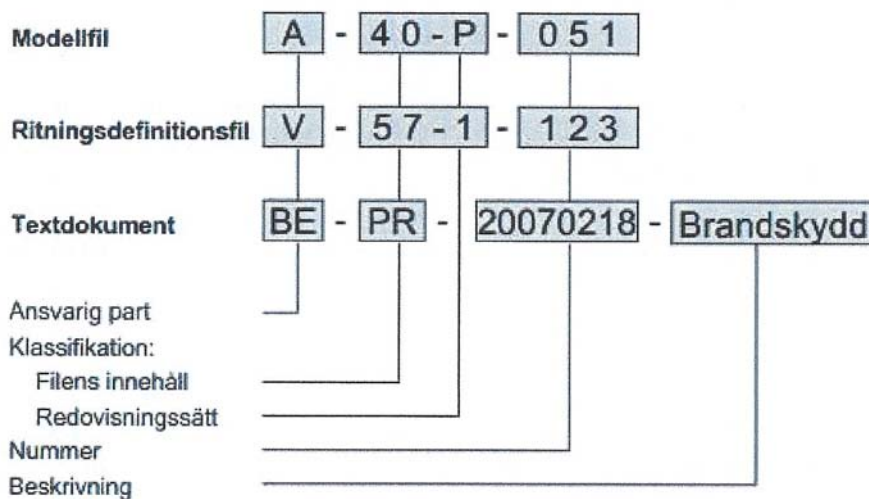 Modellfil A - 40-P - 051
Ritningsdefinitionsfil V - 57-1 - 123
Textdokument BE - PR - 20070218 - Brandskydd
Ansvarig part
Klassifikation:
Filens innehåll
Redovisningssätt
Nummer
Beskrivning